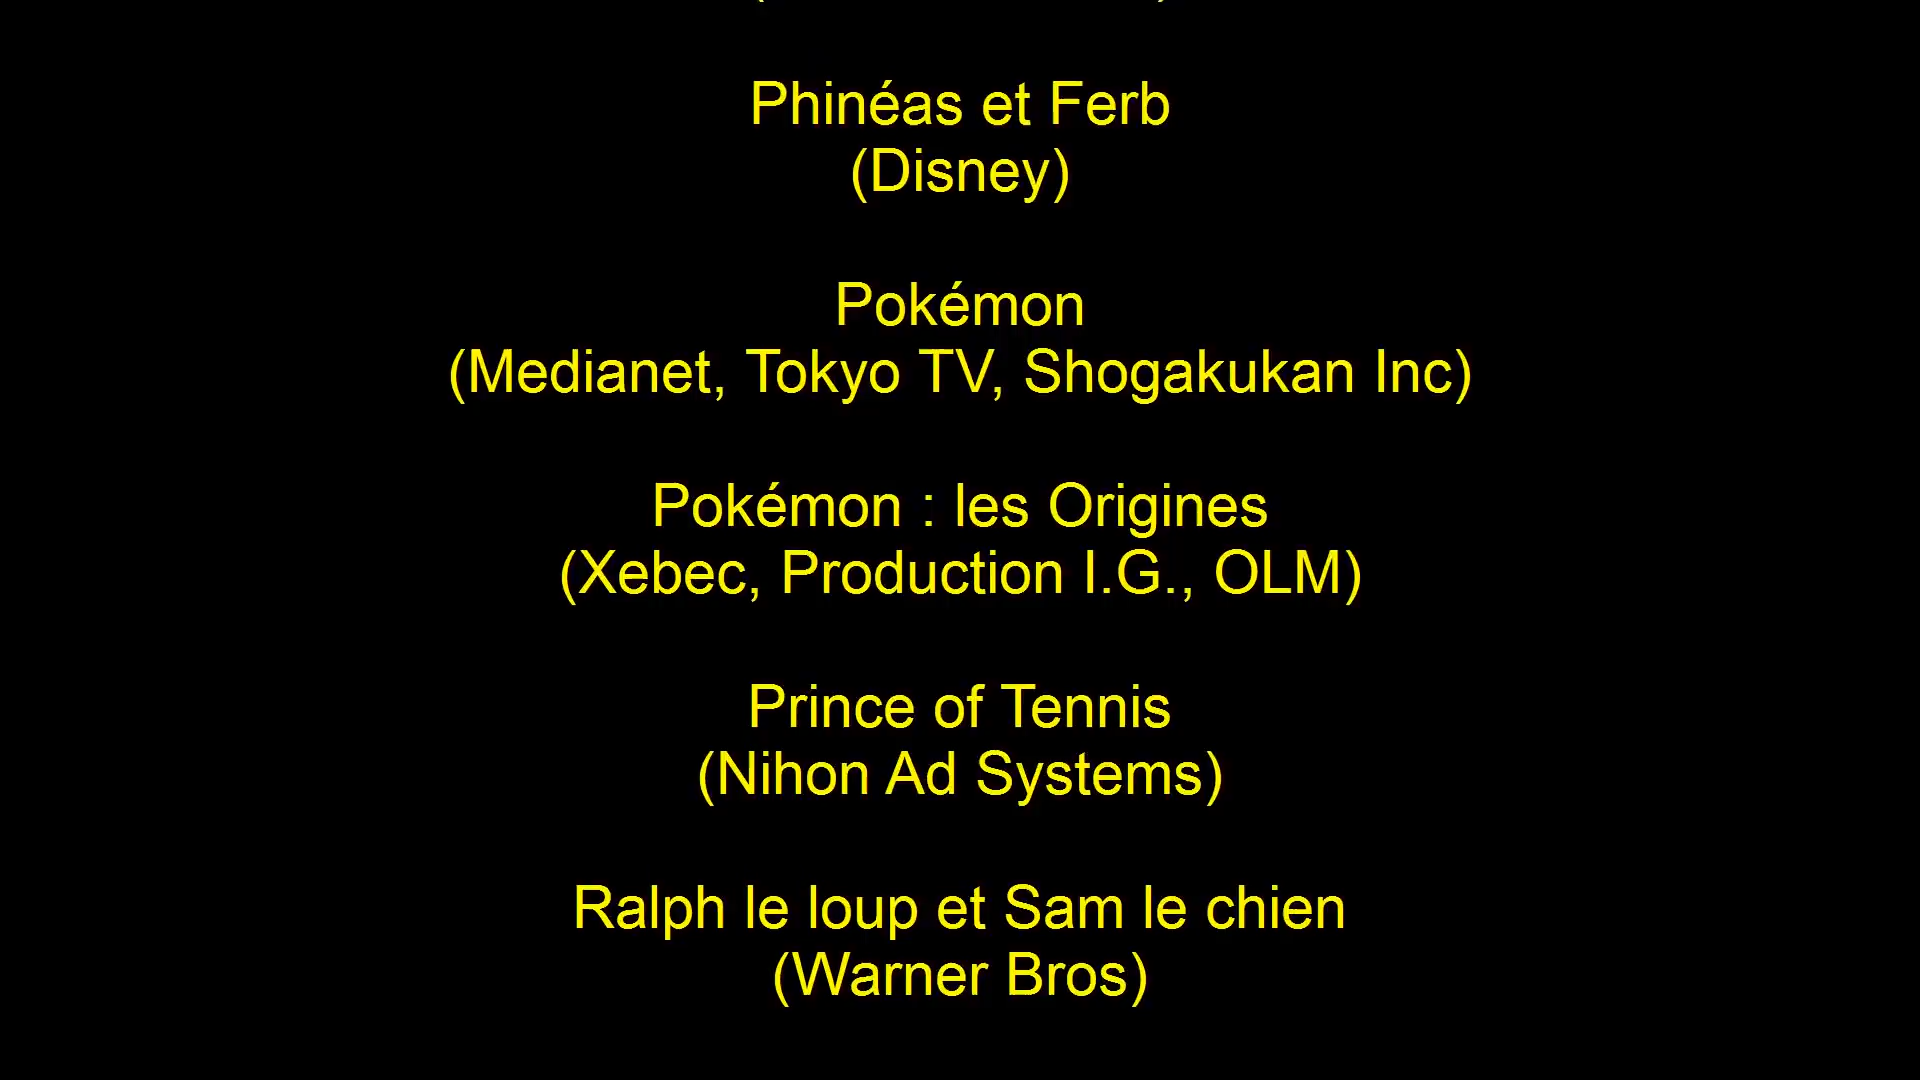 Phinéas et Ferb
(Disney)
Pokémon
(Medianet, Tokyo TV, Shogakukan Inc)
Pokémon : les Origines
(Xebec, Production I.G., OLM)
Prince of Tennis
(Nihon Ad Systems)
Ralph le loup et Sam le chien
(Warner Bros)